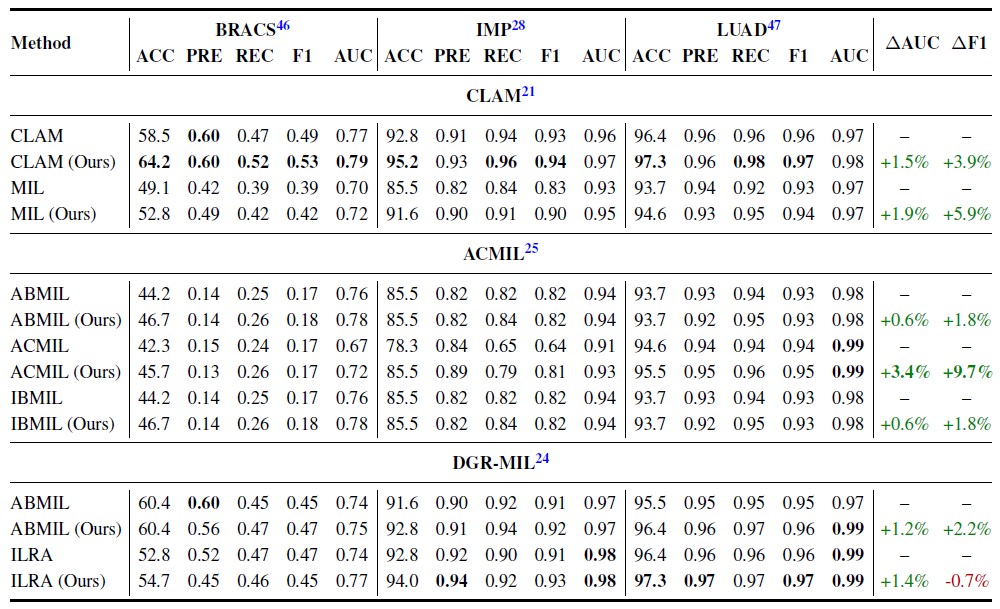 Method BRACS46 IMP28 LUAD47 △AUC △F1
ACC PRE REC F1 AUC ACC PRE REC F1 AUC ACC PRE REC F1 AUC
CLAM21
CLAM 58.5 0.60 0.47 0.49 0.77 92.8 0.91 0.94 0.93 0.96 96.4 0.96 0.96 0.96 0.97 – –
CLAM (Ours) 64.2 0.60 0.52 0.53 0.79 95.2 0.93 0.96 0.94 0.97 97.3 0.96 0.98 0.97 0.98 +1.5% +3.9%
MIL 49.1 0.42 0.39 0.39 0.70 85.5 0.82 0.84 0.83 0.93 93.7 0.94 0.92 0.93 0.97 – –
MIL (Ours) 52.8 0.49 0.42 0.42 0.72 91.6 0.90 0.91 0.90 0.95 94.6 0.93 0.95 0.94 0.97 +1.9% +5.9%
ACMIL25
ABMIL 44.2 0.14 0.25 0.17 0.76 85.5 0.82 0.82 0.82 0.94 93.7 0.93 0.94 0.93 0.98 – –
ABMIL (Ours) 46.7 0.14 0.26 0.18 0.78 85.5 0.82 0.84 0.82 0.94 93.7 0.92 0.95 0.93 0.98 +0.6% +1.8%
ACMIL 42.3 0.15 0.24 0.17 0.67 78.3 0.84 0.65 0.64 0.91 94.6 0.94 0.94 0.94 0.99 – –
ACMIL (Ours) 45.7 0.13 0.26 0.17 0.72 85.5 0.89 0.79 0.81 0.93 95.5 0.95 0.96 0.95 0.99 +3.4% +9.7%
IBMIL 44.2 0.14 0.25 0.17 0.76 85.5 0.82 0.82 0.82 0.94 93.7 0.93 0.94 0.93 0.98 – –
IBMIL (Ours) 46.7 0.14 0.26 0.18 0.78 85.5 0.82 0.84 0.82 0.94 93.7 0.92 0.95 0.93 0.98 +0.6% +1.8%
DGR-MIL24
ABMIL 60.4 0.60 0.45 0.45 0.74 91.6 0.90 0.92 0.91 0.97 95.5 0.95 0.95 0.95 0.97 – –
ABMIL (Ours) 60.4 0.56 0.47 0.47 0.75 92.8 0.91 0.94 0.92 0.97 96.4 0.96 0.97 0.96 0.99 +1.2% +2.2%
ILRA 52.8 0.52 0.47 0.47 0.74 92.8 0.92 0.90 0.91 0.98 96.4 0.96 0.96 0.96 0.99 – –
ILRA (Ours) 54.7 0.45 0.46 0.45 0.77 94.0 0.94 0.92 0.93 0.98 97.3 0.97 0.97 0.97 0.99 +1.4% -0.7%